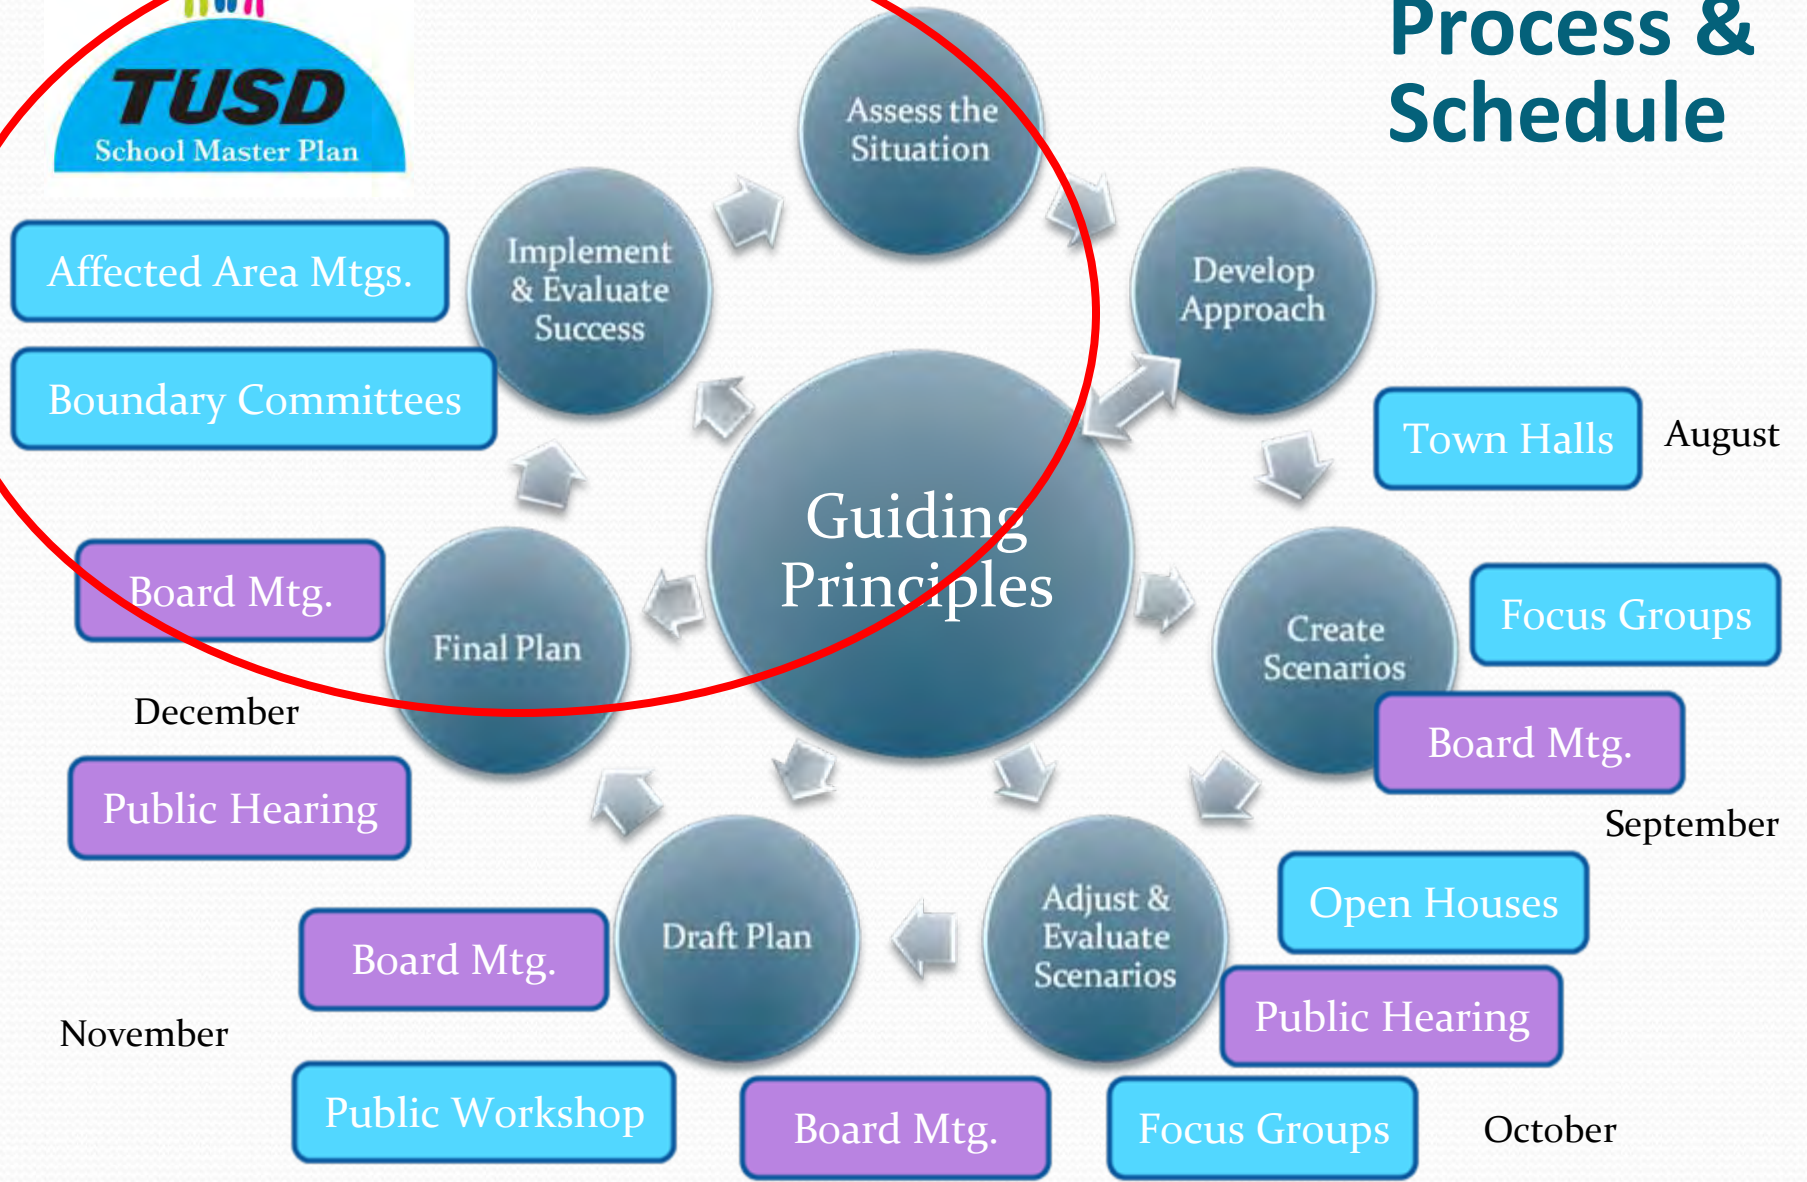 Process &
Schedule
TUSD
School Master Plan
Assess the
Situation
Develop
Approach
Town Halls
August
Create
Scenarios
Focus Groups
Board Mtg.
September
Adjust &
Evaluate
Scenarios
Open Houses
Public Hearing
Focus Groups
October
Board Mtg.
Draft Plan
Board Mtg.
Public Workshop
November
Final Plan
Board Mtg.
December
Public Hearing
Implement
& Evaluate
Success
Affected Area Mtgs.
Boundary Committees
Guiding
Principles